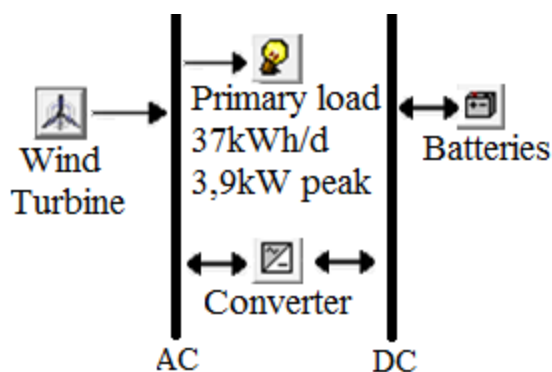 Primary load
37kWh/d
3,9kW peak
Wind
Turbine
Batteries
Converter
AC
DC